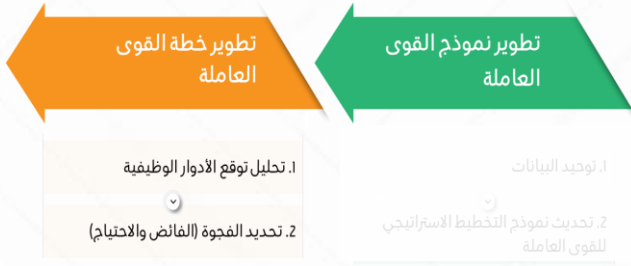 تطوير نموذج القوى
العاملة
1. توحيد البيانات
2. تحديث نموذج التخطيط الاستراتيجي
للقوى العاملة
تطوير خطة القوى
العاملة
1. تحليل توقع الأدوار الوظيفية
2. تحديد الفجوة (الفائض والاحتياج)